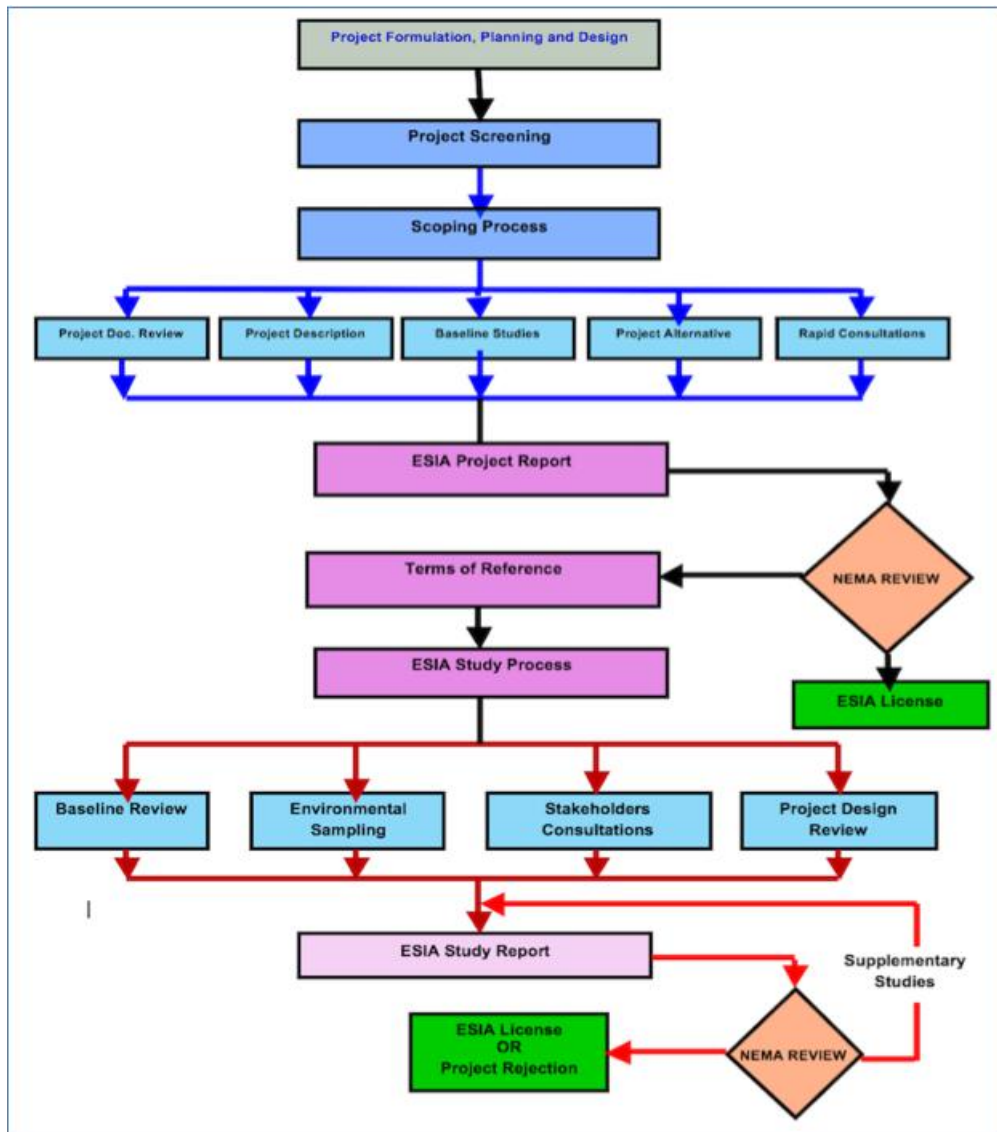 Project Formulation, Planning and Design
Project Screening
Scoping Process
Project Doc. Review
Project Description
Baseline Studies
Project Alternative
Rapid Consultations
ESIA Project Report
NEMA REVIEW
Terms of Reference
ESIA Study Process
ESIA License
Baseline Review
Environmental
Sampling
Stakeholders
Consultations
Project Design
Review
ESIA Study Report
Supplementary
Studies
NEMA REVIEW
ESIA License
OR
Project Rejection